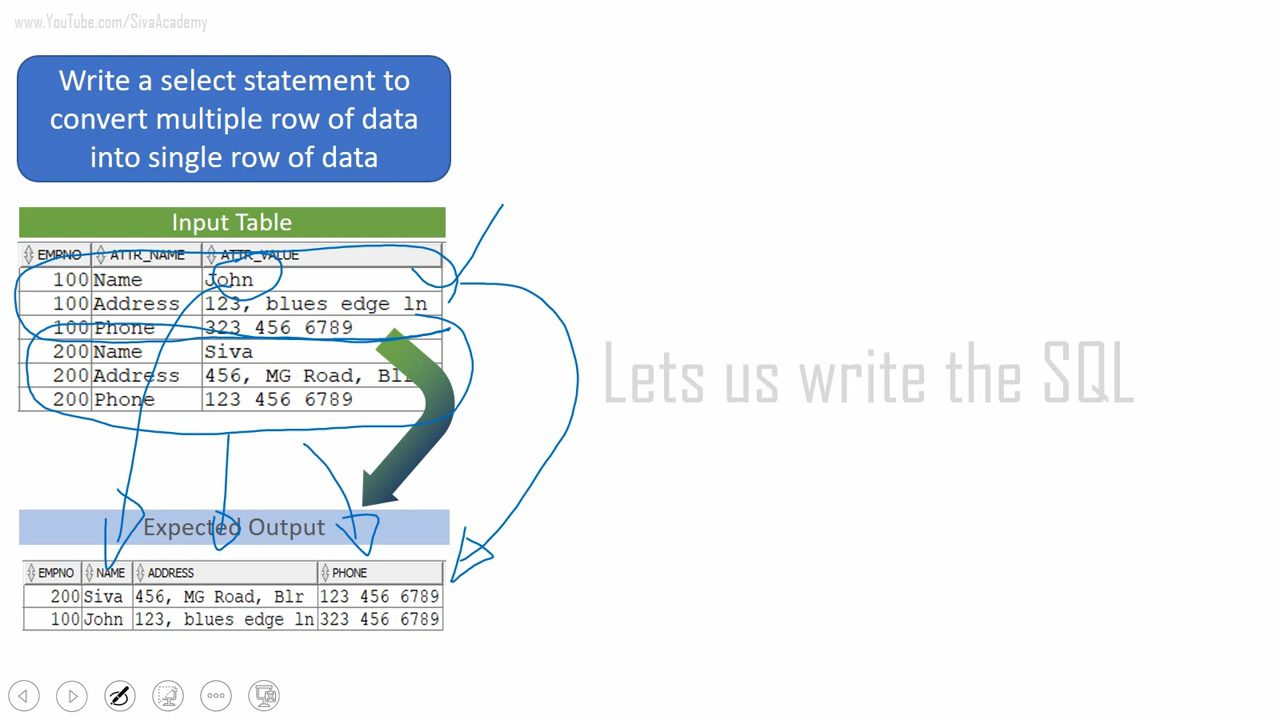 www.YouTube.com/SivaAcademy
Write a select statement to
convert multiple row of data
into single row of data
Input Table
EMPNO ATTR_NAME ATTR_VALUE
100 Name John
100 Address 123, blues edge ln
100 Phone 323 456 6789
200 Name Siva
200 Address 456, MG Road, Blr
200 Phone 123 456 6789
Lets us write the SQL
Expected Output
EMPNO NAME ADDRESS PHONE
200 Siva 456, MG Road, Blr 123 456 6789
100 John 123, blues edge ln 323 456 6789